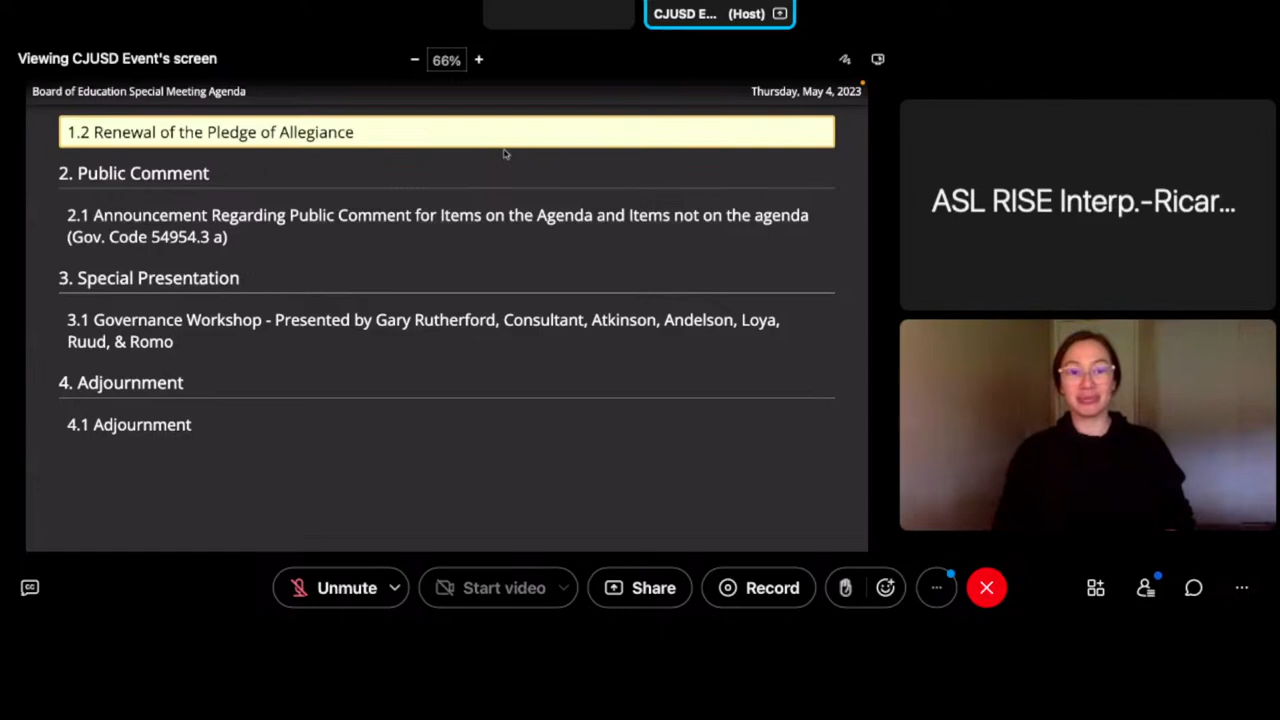 CJUSD E... (Host)
Viewing CJUSD Event's screen
− 66% +
Board of Education Special Meeting Agenda
Thursday, May 4, 2023
1.2 Renewal of the Pledge of Allegiance
2. Public Comment
2.1 Announcement Regarding Public Comment for Items on the Agenda and Items not on the agenda
(Gov. Code 54954.3 a)
3. Special Presentation
3.1 Governance Workshop - Presented by Gary Rutherford, Consultant, Atkinson, Andelson, Loya,
Ruud, & Romo
4. Adjournment
4.1 Adjournment
ASL RISE Interp.-Ricar...
CC
Unmute
Start video
Share
Record